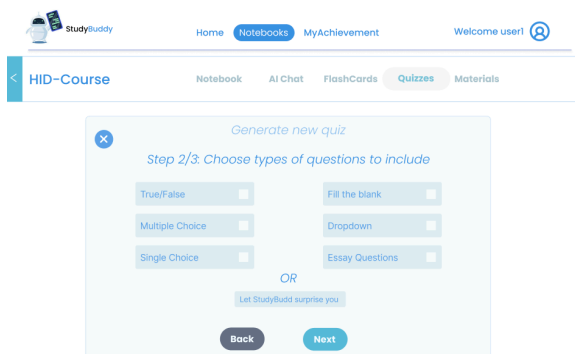 StudyBuddy
Home Notebooks MyAchievement
Welcome user1
< HID-Course
Notebook AI Chat FlashCards Quizzes Materials
Generate new quiz
Step 2/3: Choose types of questions to include
True/False Fill the blank
Multiple Choice Dropdown
Single Choice Essay Questions
OR
Let StudyBudd surprise you
Back Next